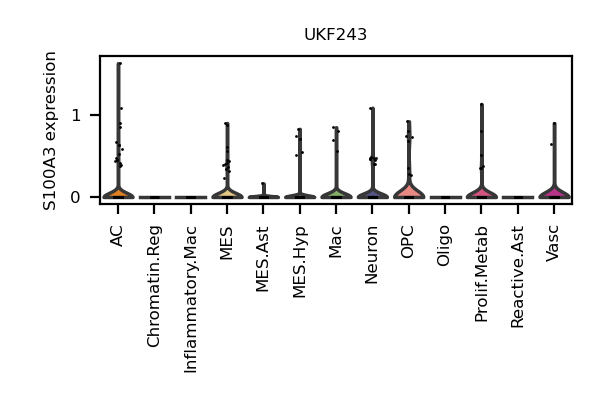 UKF243
S100A3 expression
1
0
AC
Chromatin.Reg
Inflammatory.Mac
MES
MES.Ast
MES.Hyp
Mac
Neuron
OPC
Oligo
Prolif.Metab
Reactive.Ast
Vasc